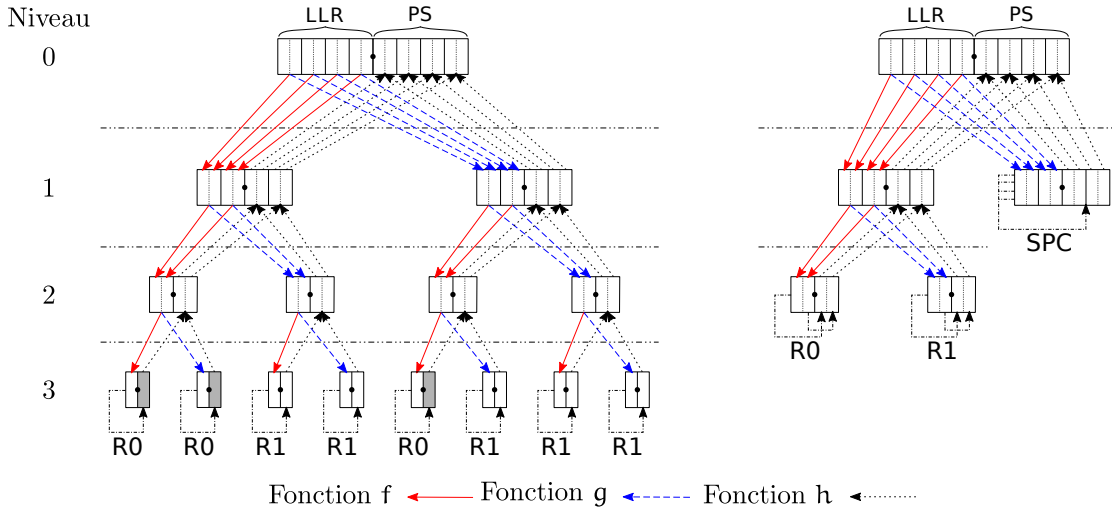 Niveau
LLR PS LLR PS
0
1
SPC
2
R0 R1
3
R0 R0 R1 R1 R0 R1 R1 R1
Fonction f Fonction g Fonction h